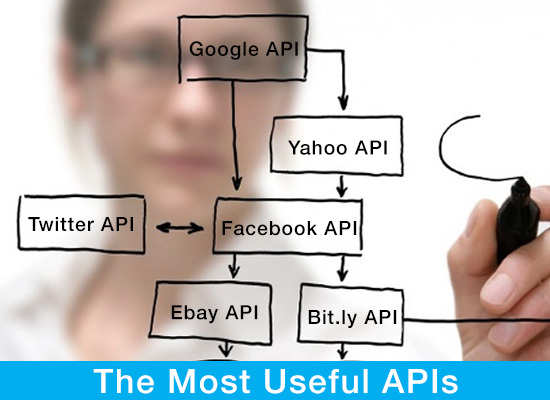 Google API
Yahoo API
Twitter API
Facebook API
Ebay API
Bit.ly API
The Most Useful APIs